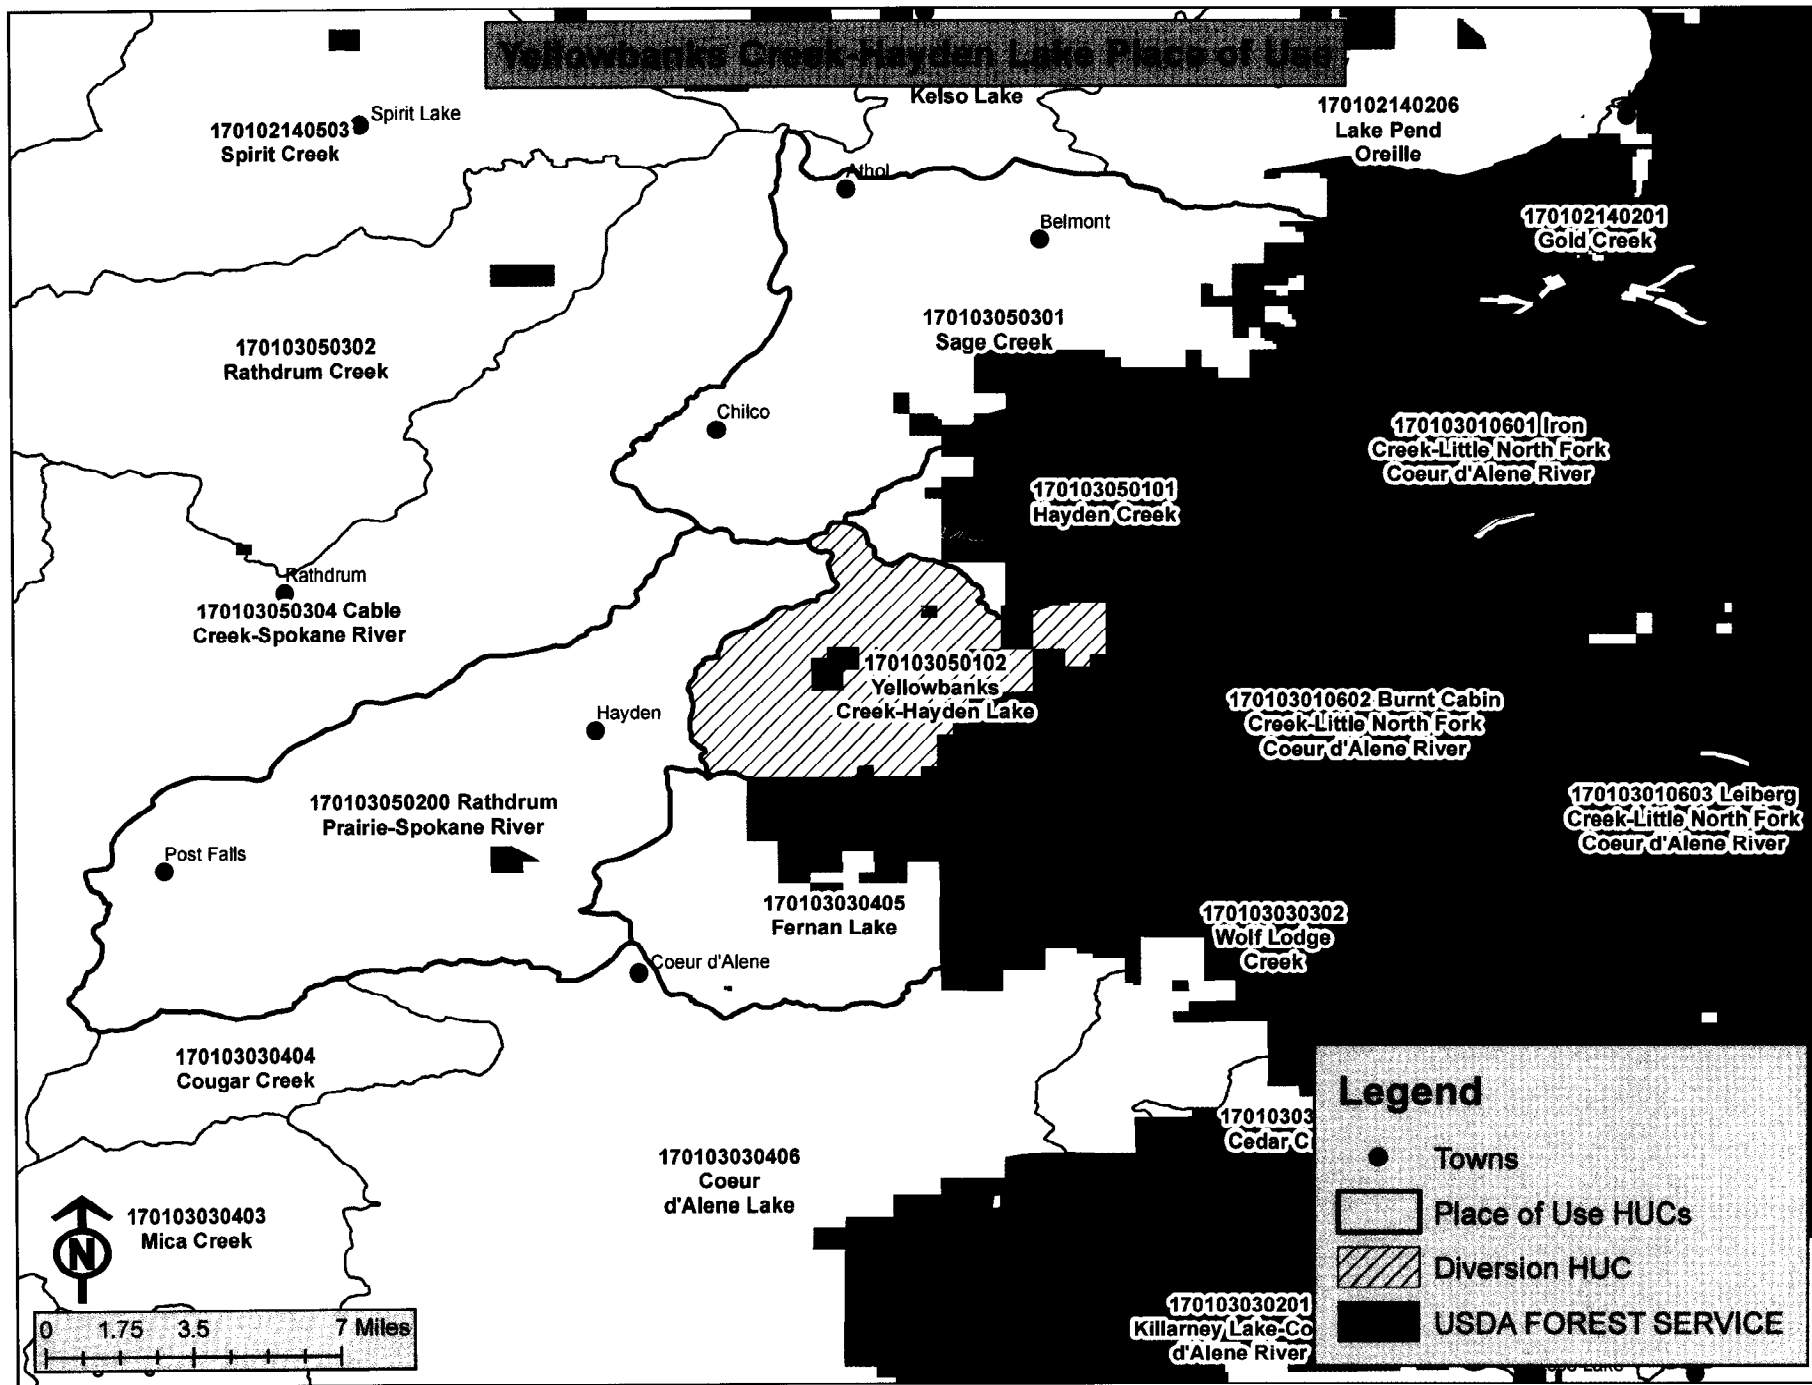 Yellowbanks Creek-Hayden Lake Place of Use
Kelso Lake
170102140206
Lake Pend
Oreille
Spirit Lake
170102140503
Spirit Creek
Athol
Belmont
170102140201
Gold Creek
170103050301
Sage Creek
170103050302
Rathdrum Creek
Chilco
170103010601 Iron
Creek-Little North Fork
Coeur d'Alene River
170103050101
Hayden Creek
Rathdrum
170103050304 Cable
Creek-Spokane River
170103050102
Yellowbanks
Creek-Hayden Lake
Hayden
170103010602 Burnt Cabin
Creek-Little North Fork
Coeur d'Alene River
170103010603 Leiberg
Creek-Little North Fork
Coeur d'Alene River
170103050200 Rathdrum
Prairie-Spokane River
Post Falls
170103030405
Fernan Lake
170103030302
Wolf Lodge
Creek
Coeur d'Alene
170103030404
Cougar Creek
17010303
Cedar C
170103030406
Coeur
d'Alene Lake
170103030403
Mica Creek
N
0 1.75 3.5 7 Miles
170103030201
Killarney Lake-Co
d'Alene River
Legend
Towns
Place of Use HUCs
Diversion HUC
USDA FOREST SERVICE